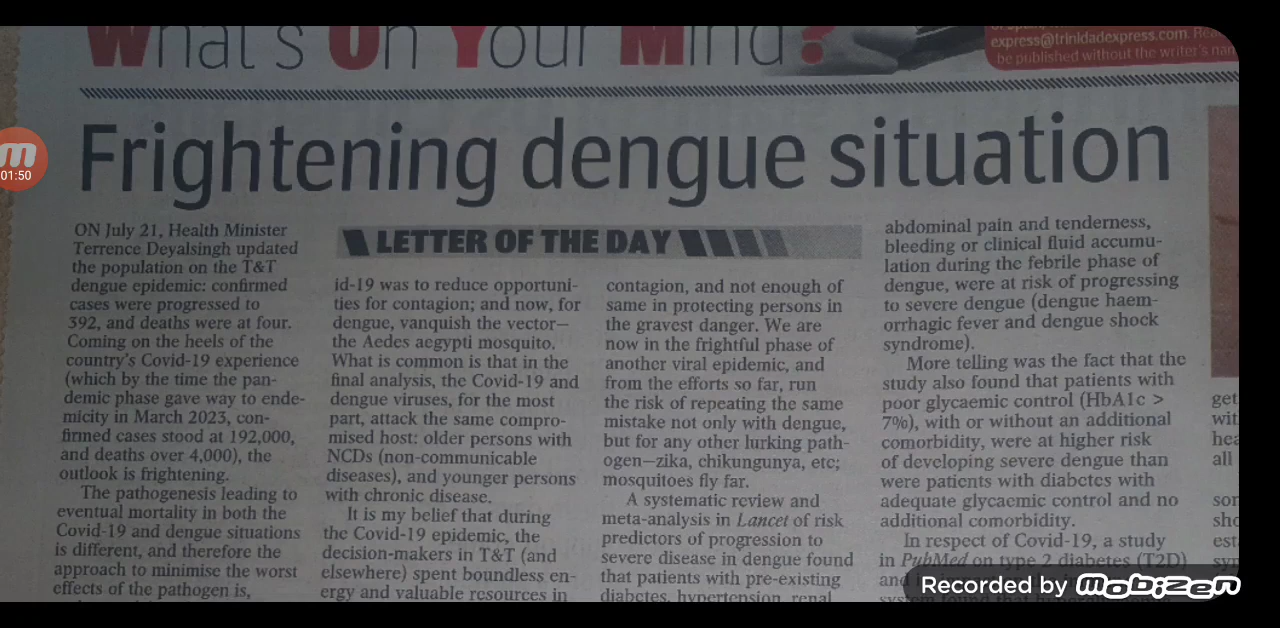 What's On Your Mind?
express@trinidadexpress.com.
be published without the writer's
Frightening dengue situation
01:50
ON July 21, Health Minister
Terrence Deyalsingh updated
the population on the T&T
dengue epidemic: confirmed
cases were progressed to
392, and deaths were at four.
Coming on the heels of the
country's Covid-19 experience
(which by the time the pan-
demic phase gave way to ende-
micity in March 2023, con-
firmed cases stood at 192,000,
and deaths over 4,000), the
outlook is frightening.
The pathogenesis leading to
eventual mortality in both the
Covid-19 and dengue situations
is different, and therefore the
approach to minimise the worst
effects of the pathogen is,
LETTER OF THE DAY
id-19 was to reduce opportuni-
ties for contagion; and now, for
dengue, vanquish the vector—
the Aedes aegypti mosquito.
What is common is that in the
final analysis, the Covid-19 and
dengue viruses, for the most
part, attack the same compro-
mised host: older persons with
NCDs (non-communicable
diseases), and younger persons
with chronic disease.
It is my belief that during
the Covid-19 epidemic, the
decision-makers in T&T (and
elsewhere) spent boundless en-
ergy and valuable resources in
contagion, and not enough of
same in protecting persons in
the gravest danger. We are
now in the frightful phase of
another viral epidemic, and
from the efforts so far, run
the risk of repeating the same
mistake not only with dengue,
but for any other lurking path-
ogen—zika, chikungunya, etc;
mosquitoes fly far.
A systematic review and
meta-analysis in Lancet of risk
predictors of progression to
severe disease in dengue found
that patients with pre-existing
diabetes, hypertension, renal
abdominal pain and tenderness,
bleeding or clinical fluid accumu-
lation during the febrile phase of
dengue, were at risk of progressing
to severe dengue (dengue haem-
orrhagic fever and dengue shock
syndrome).
More telling was the fact that the
study also found that patients with
poor glycaemic control (HbA1c >
7%), with or without an additional
comorbidity, were at higher risk
of developing severe dengue than
were patients with diabetes with
adequate glycaemic control and no
additional comorbidity.
In respect of Covid-19, a study
in PubMed on type 2 diabetes (T2D)
and
get
all
Recorded by Mobizen